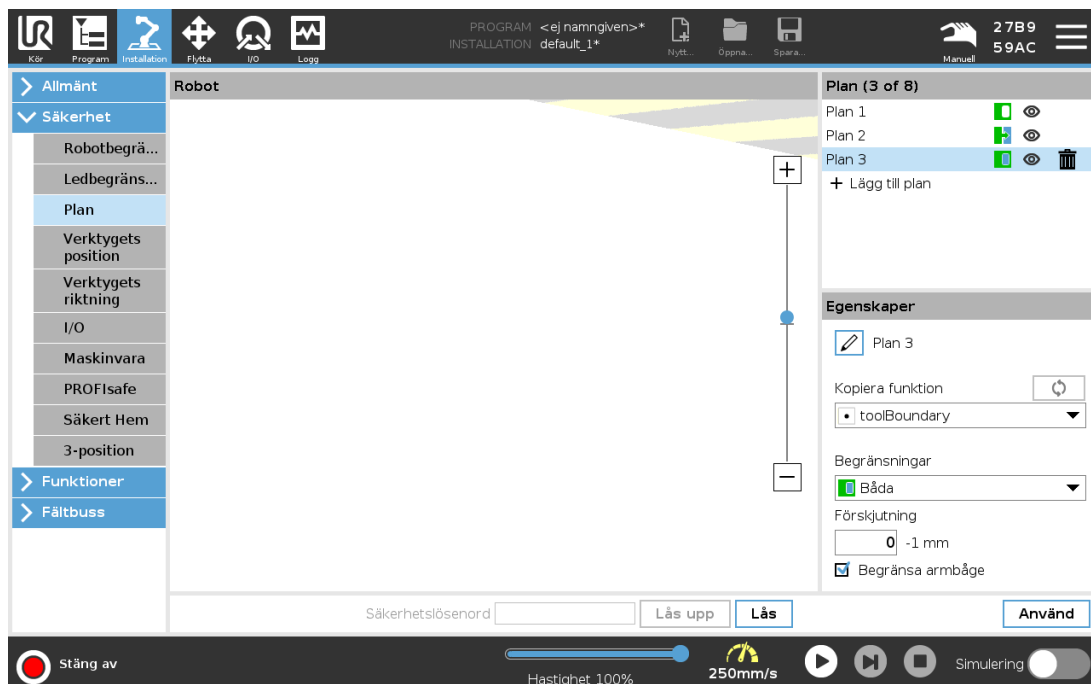 PROGRAM <ej namngiven>*
INSTALLATION default_1*
Kör
Program
Installation
Flytta
I/O
Logg
Nytt...
Öppna...
Spara...
Manuell
27B9
59AC
Allmänt
Säkerhet
Robotbegrä...
Ledbegräns...
Plan
Verktygets
position
Verktygets
riktning
I/O
Maskinvara
PROFIsafe
Säkert Hem
3-position
Funktioner
Fältbuss
Robot
Plan (3 of 8)
Plan 1
Plan 2
Plan 3
+ Lägg till plan
Egenskaper
Plan 3
Kopiera funktion
toolBoundary
Begränsningar
Båda
Förskjutning
0 -1 mm
Begränsa armbåge
Säkerhetslösenord
Lås upp
Lås
Använd
Stäng av
Hastighet 100%
250mm/s
Simulering